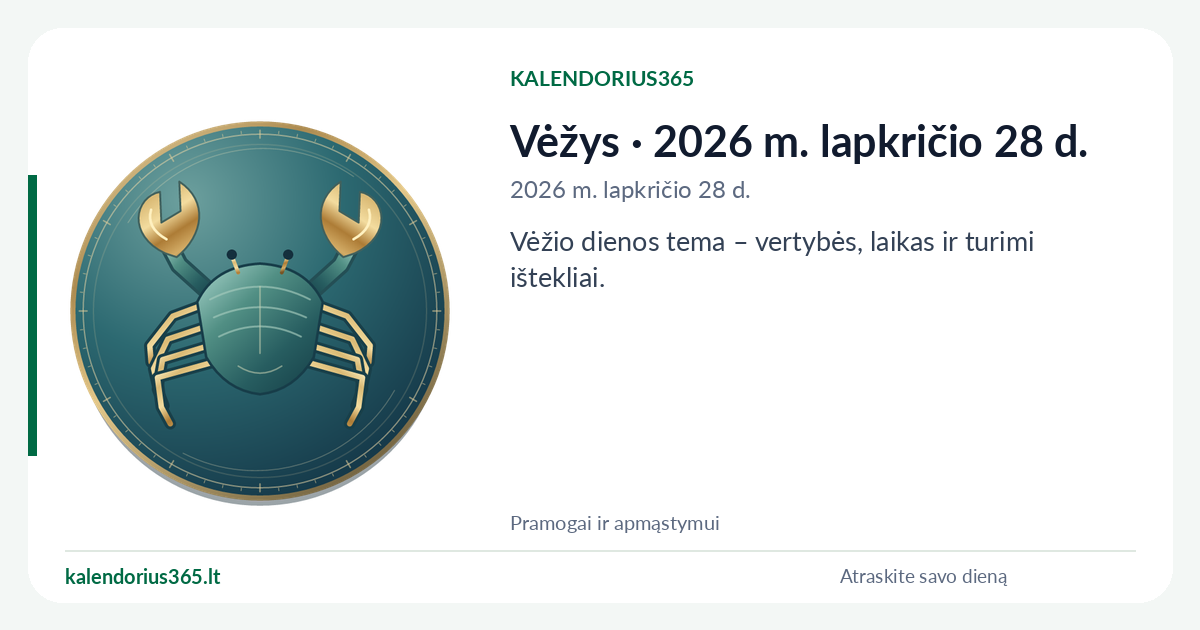 KALENDORIUS365
Vėžys · 2026 m. lapkričio 28 d.
2026 m. lapkričio 28 d.
Vėžio dienos tema – vertybės, laikas ir turimi
ištekliai.
Pramogai ir apmąstymui
kalendorius365.lt
Atraskite savo dieną